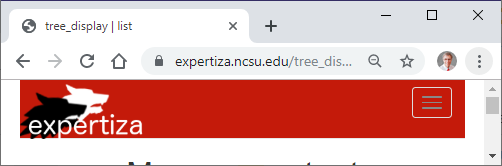 tree_display | list
expertiza.ncsu.edu/tree_dis...
expertiza